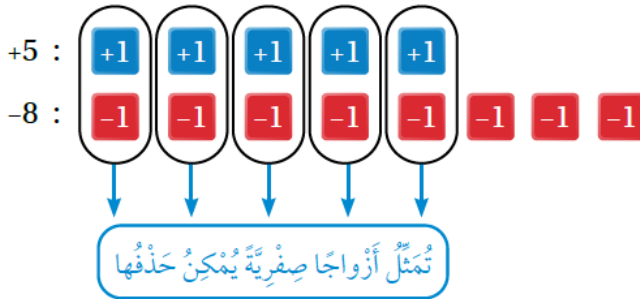 +5 : +1 +1 +1 +1 +1
–8 : –1 –1 –1 –1 –1 –1 –1 –1
تُمَثِّلُ أَزْواجًا صِفْرِيَّةً يُمْكِنُ حَذْفُها